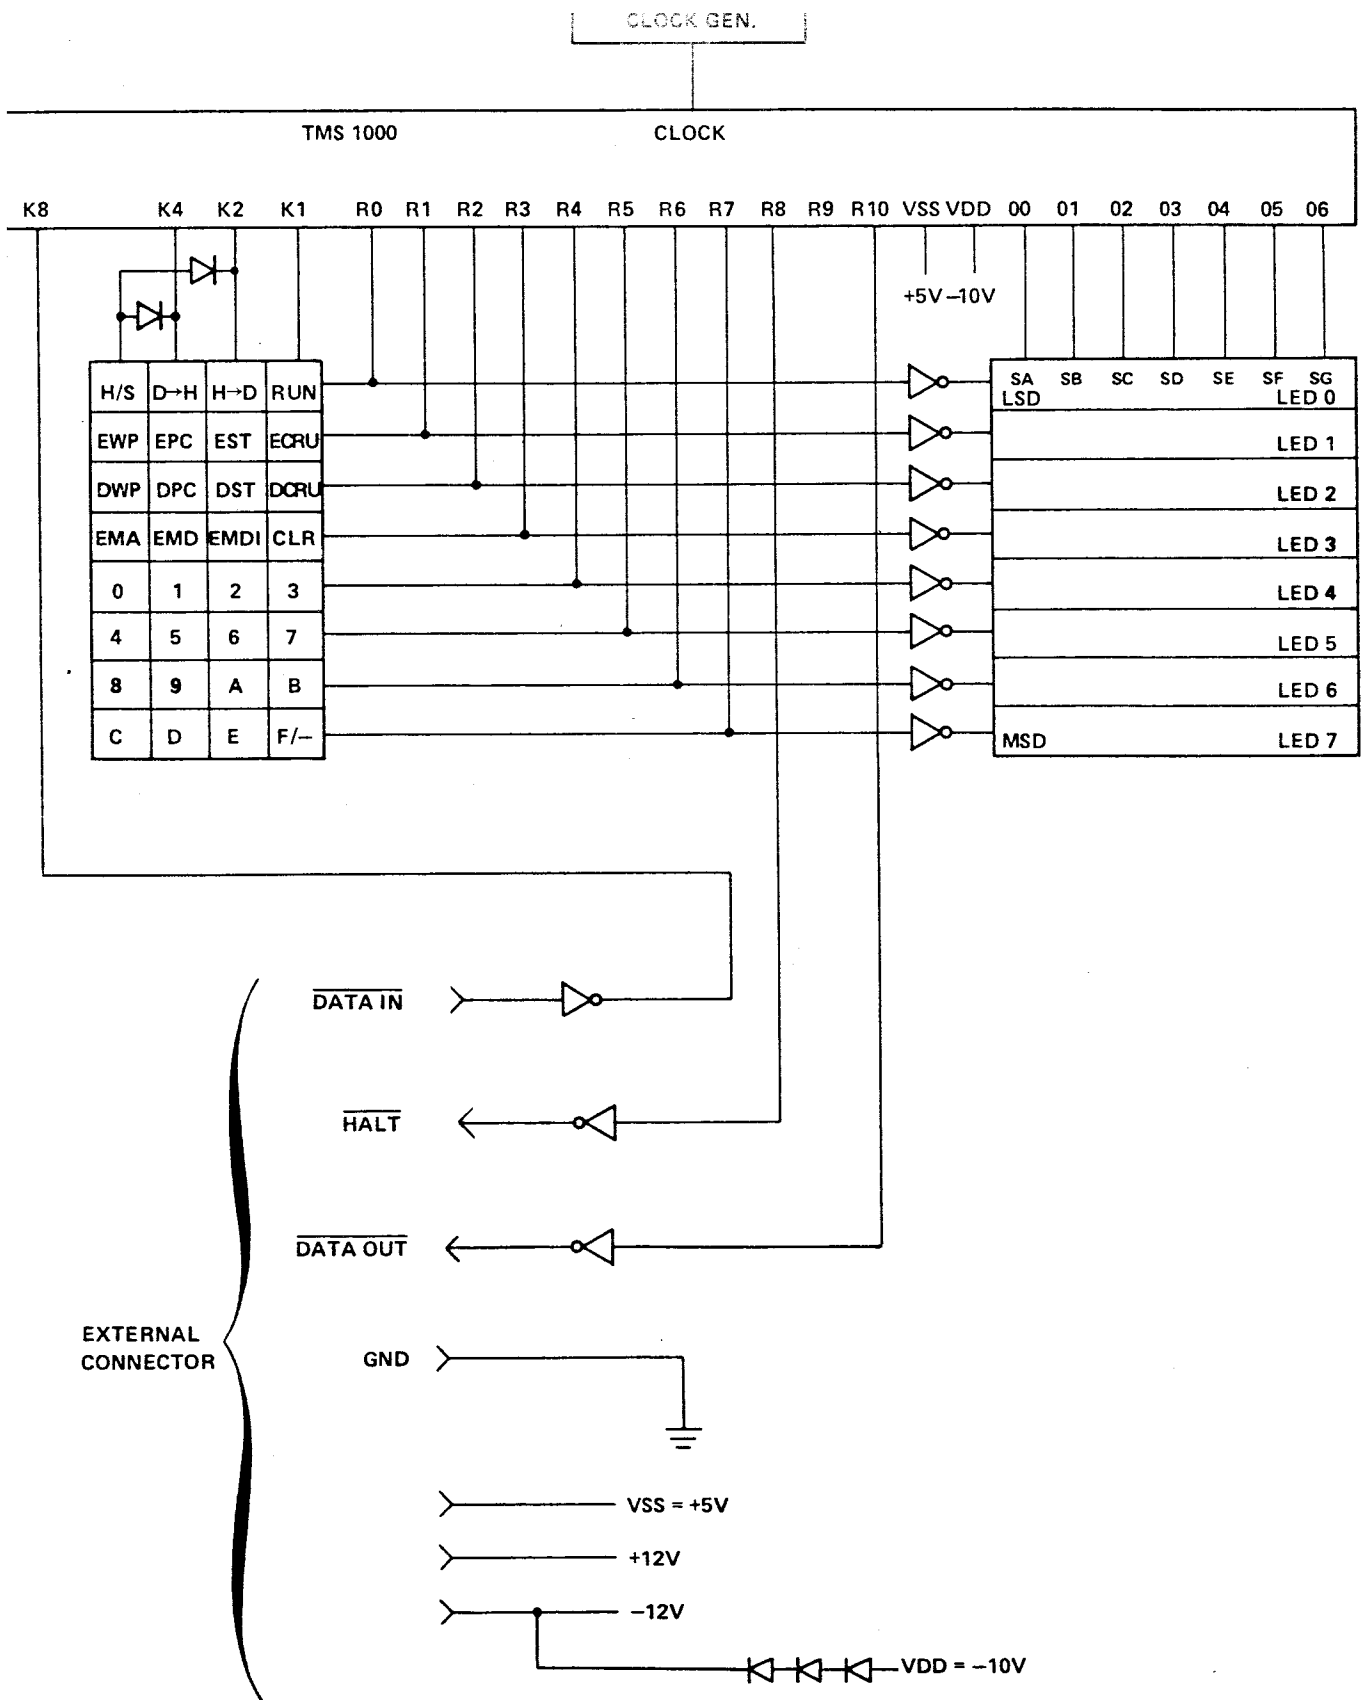 CLOCK GEN.
TMS 1000 CLOCK
K8 K4 K2 K1 R0 R1 R2 R3 R4 R5 R6 R7 R8 R9 R10 VSS VDD 00 01 02 03 04 05 06
+5V –10V
H/S D→H H→D RUN
SA SB SC SD SE SF SG
LSD LED 0
EWP EPC EST ECRU
LED 1
DWP DPC DST DCRU
LED 2
EMA EMD EMDI CLR
LED 3
0 1 2 3
LED 4
4 5 6 7
LED 5
8 9 A B
LED 6
C D E F/–
MSD LED 7
DATA IN
HALT
DATA OUT
EXTERNAL
CONNECTOR
GND
VSS = +5V
+12V
–12V
VDD = –10V